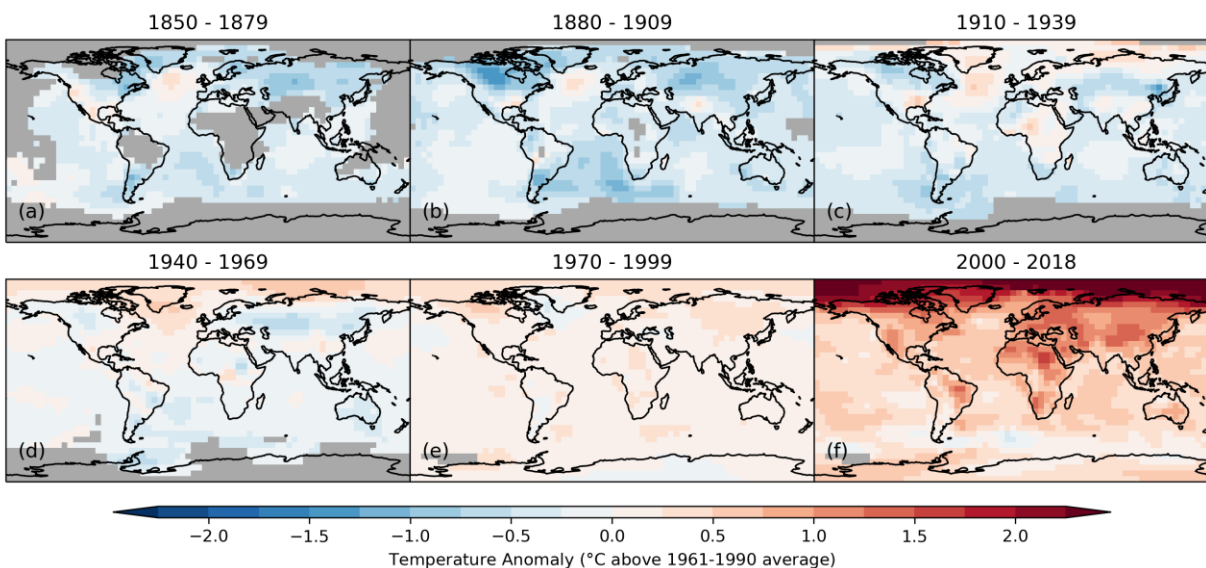 1850 - 1879 1880 - 1909 1910 - 1939
(a) (b) (c)
1940 - 1969 1970 - 1999 2000 - 2018
(d) (e) (f)
−2.0 −1.5 −1.0 −0.5 0.0 0.5 1.0 1.5 2.0
Temperature Anomaly (°C above 1961-1990 average)